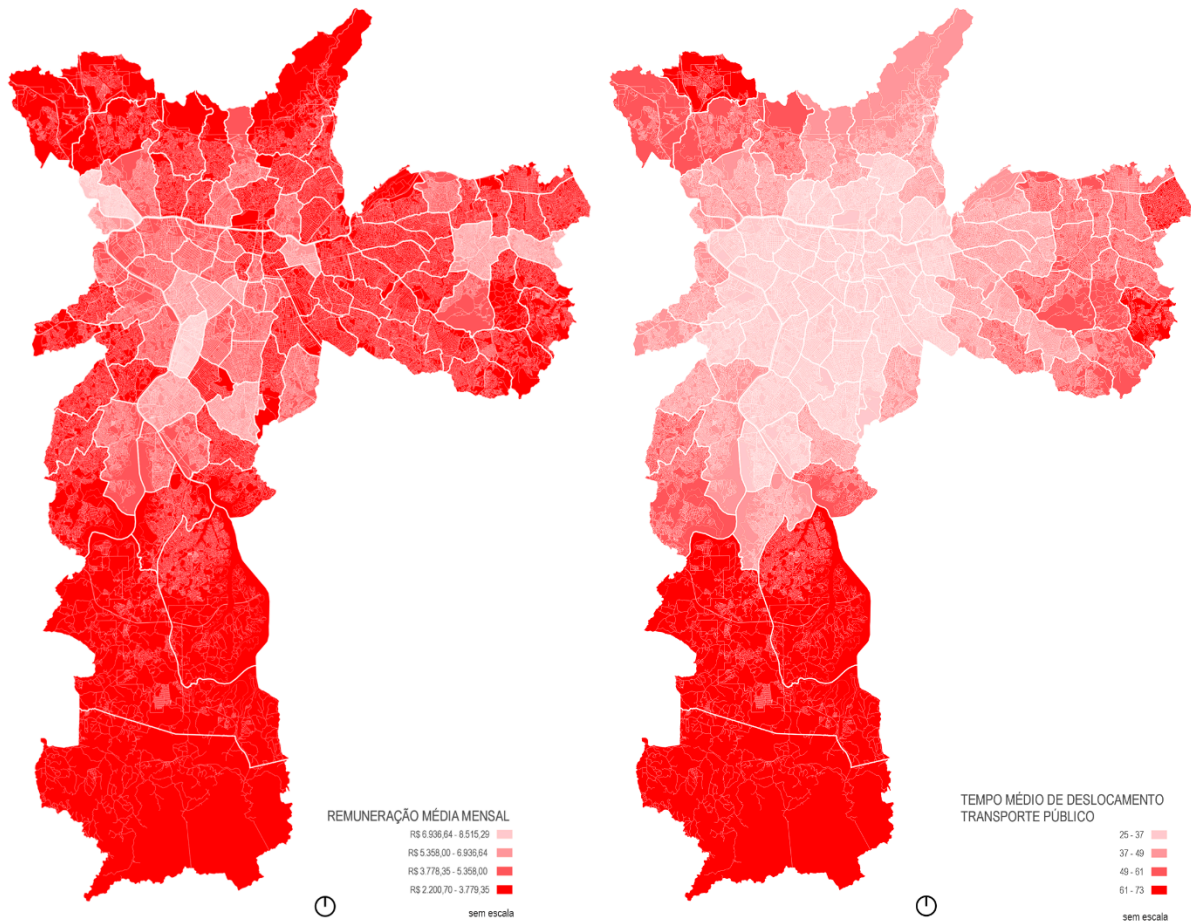 REMUNERAÇÃO MÉDIA MENSAL
R$ 6.936,64 - 8.515,29
R$ 5.358,00 - 6.936,64
R$ 3.778,35 - 5.358,00
R$ 2.200,70 - 3.779,35
sem escala
TEMPO MÉDIO DE DESLOCAMENTO
TRANSPORTE PÚBLICO
25 - 37
37 - 49
49 - 61
61 - 73
sem escala